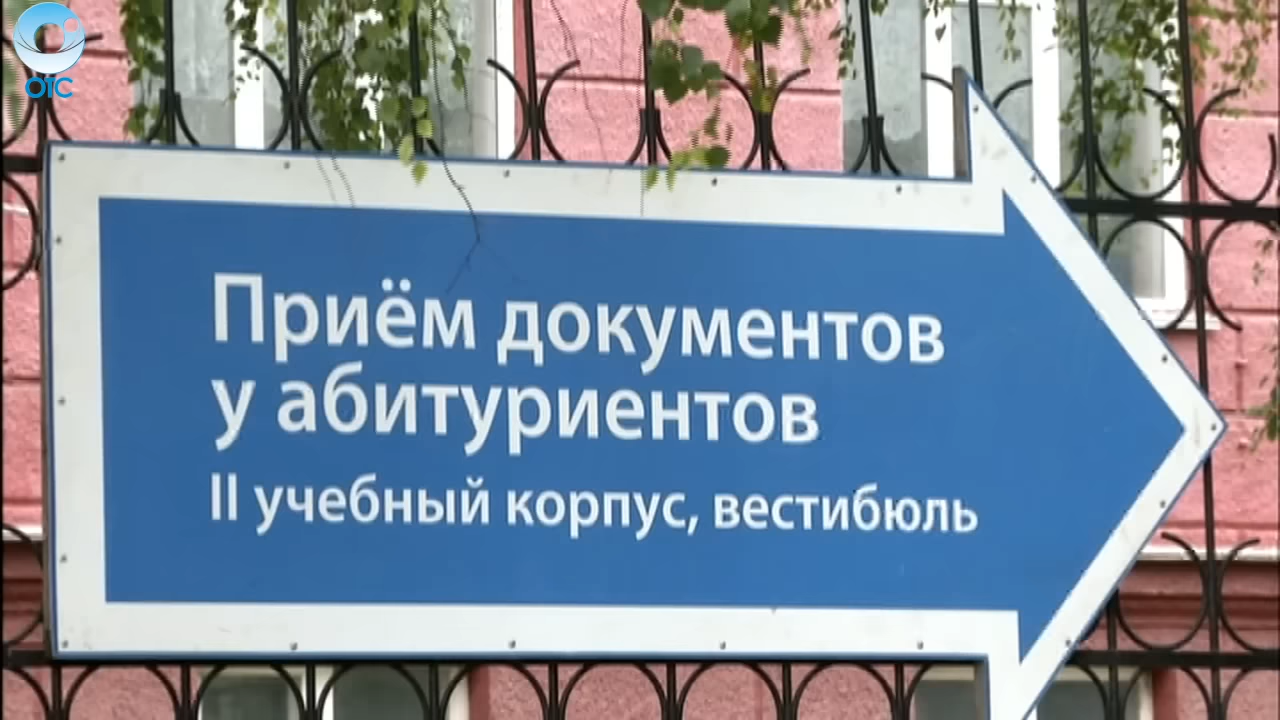 ОТС
Приём документов
у абитуриентов
II учебный корпус, вестибюль